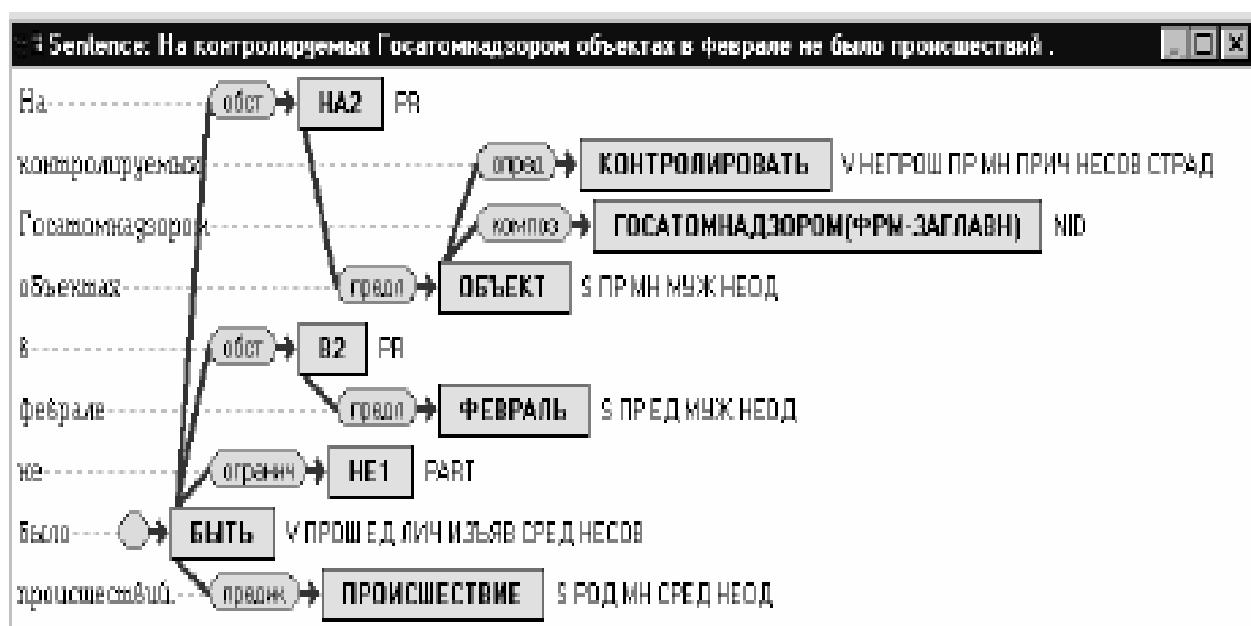 Sentence: На контролируемых Госатомнадзором объектах в феврале не было происшествий .
На обст НА2 PR
контролируемых опред КОНТРОЛИРОВАТЬ V НЕПРОШ ПР МН ПРИЧ НЕСОВ СТРАД
Госатомнадзором композ ГОСАТОМНАДЗОРОМ(ФРМ-ЗАГЛАВН) NID
объектах предл ОБЪЕКТ S ПР МН МУЖ НЕОД
в обст В2 PR
феврале предл ФЕВРАЛЬ S ПР ЕД МУЖ НЕОД
не огранич НЕ1 PART
было БЫТЬ V ПРОШ ЕД ЛИЧ ИЗЪЯВ СРЕД НЕСОВ
происшествий. предик ПРОИСШЕСТВИЕ S РОД МН СРЕД НЕОД